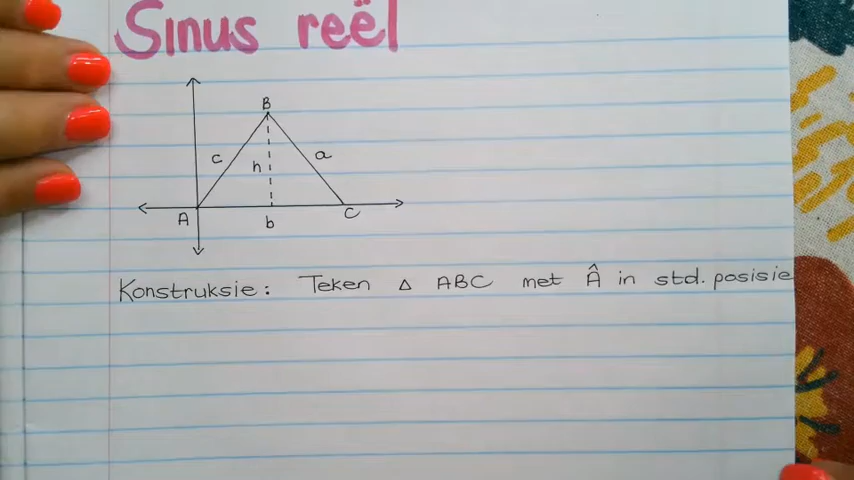 Sinus reël
B
c
h
a
A
b
C
Konstruksie: Teken △ ABC met Â in std. posisie